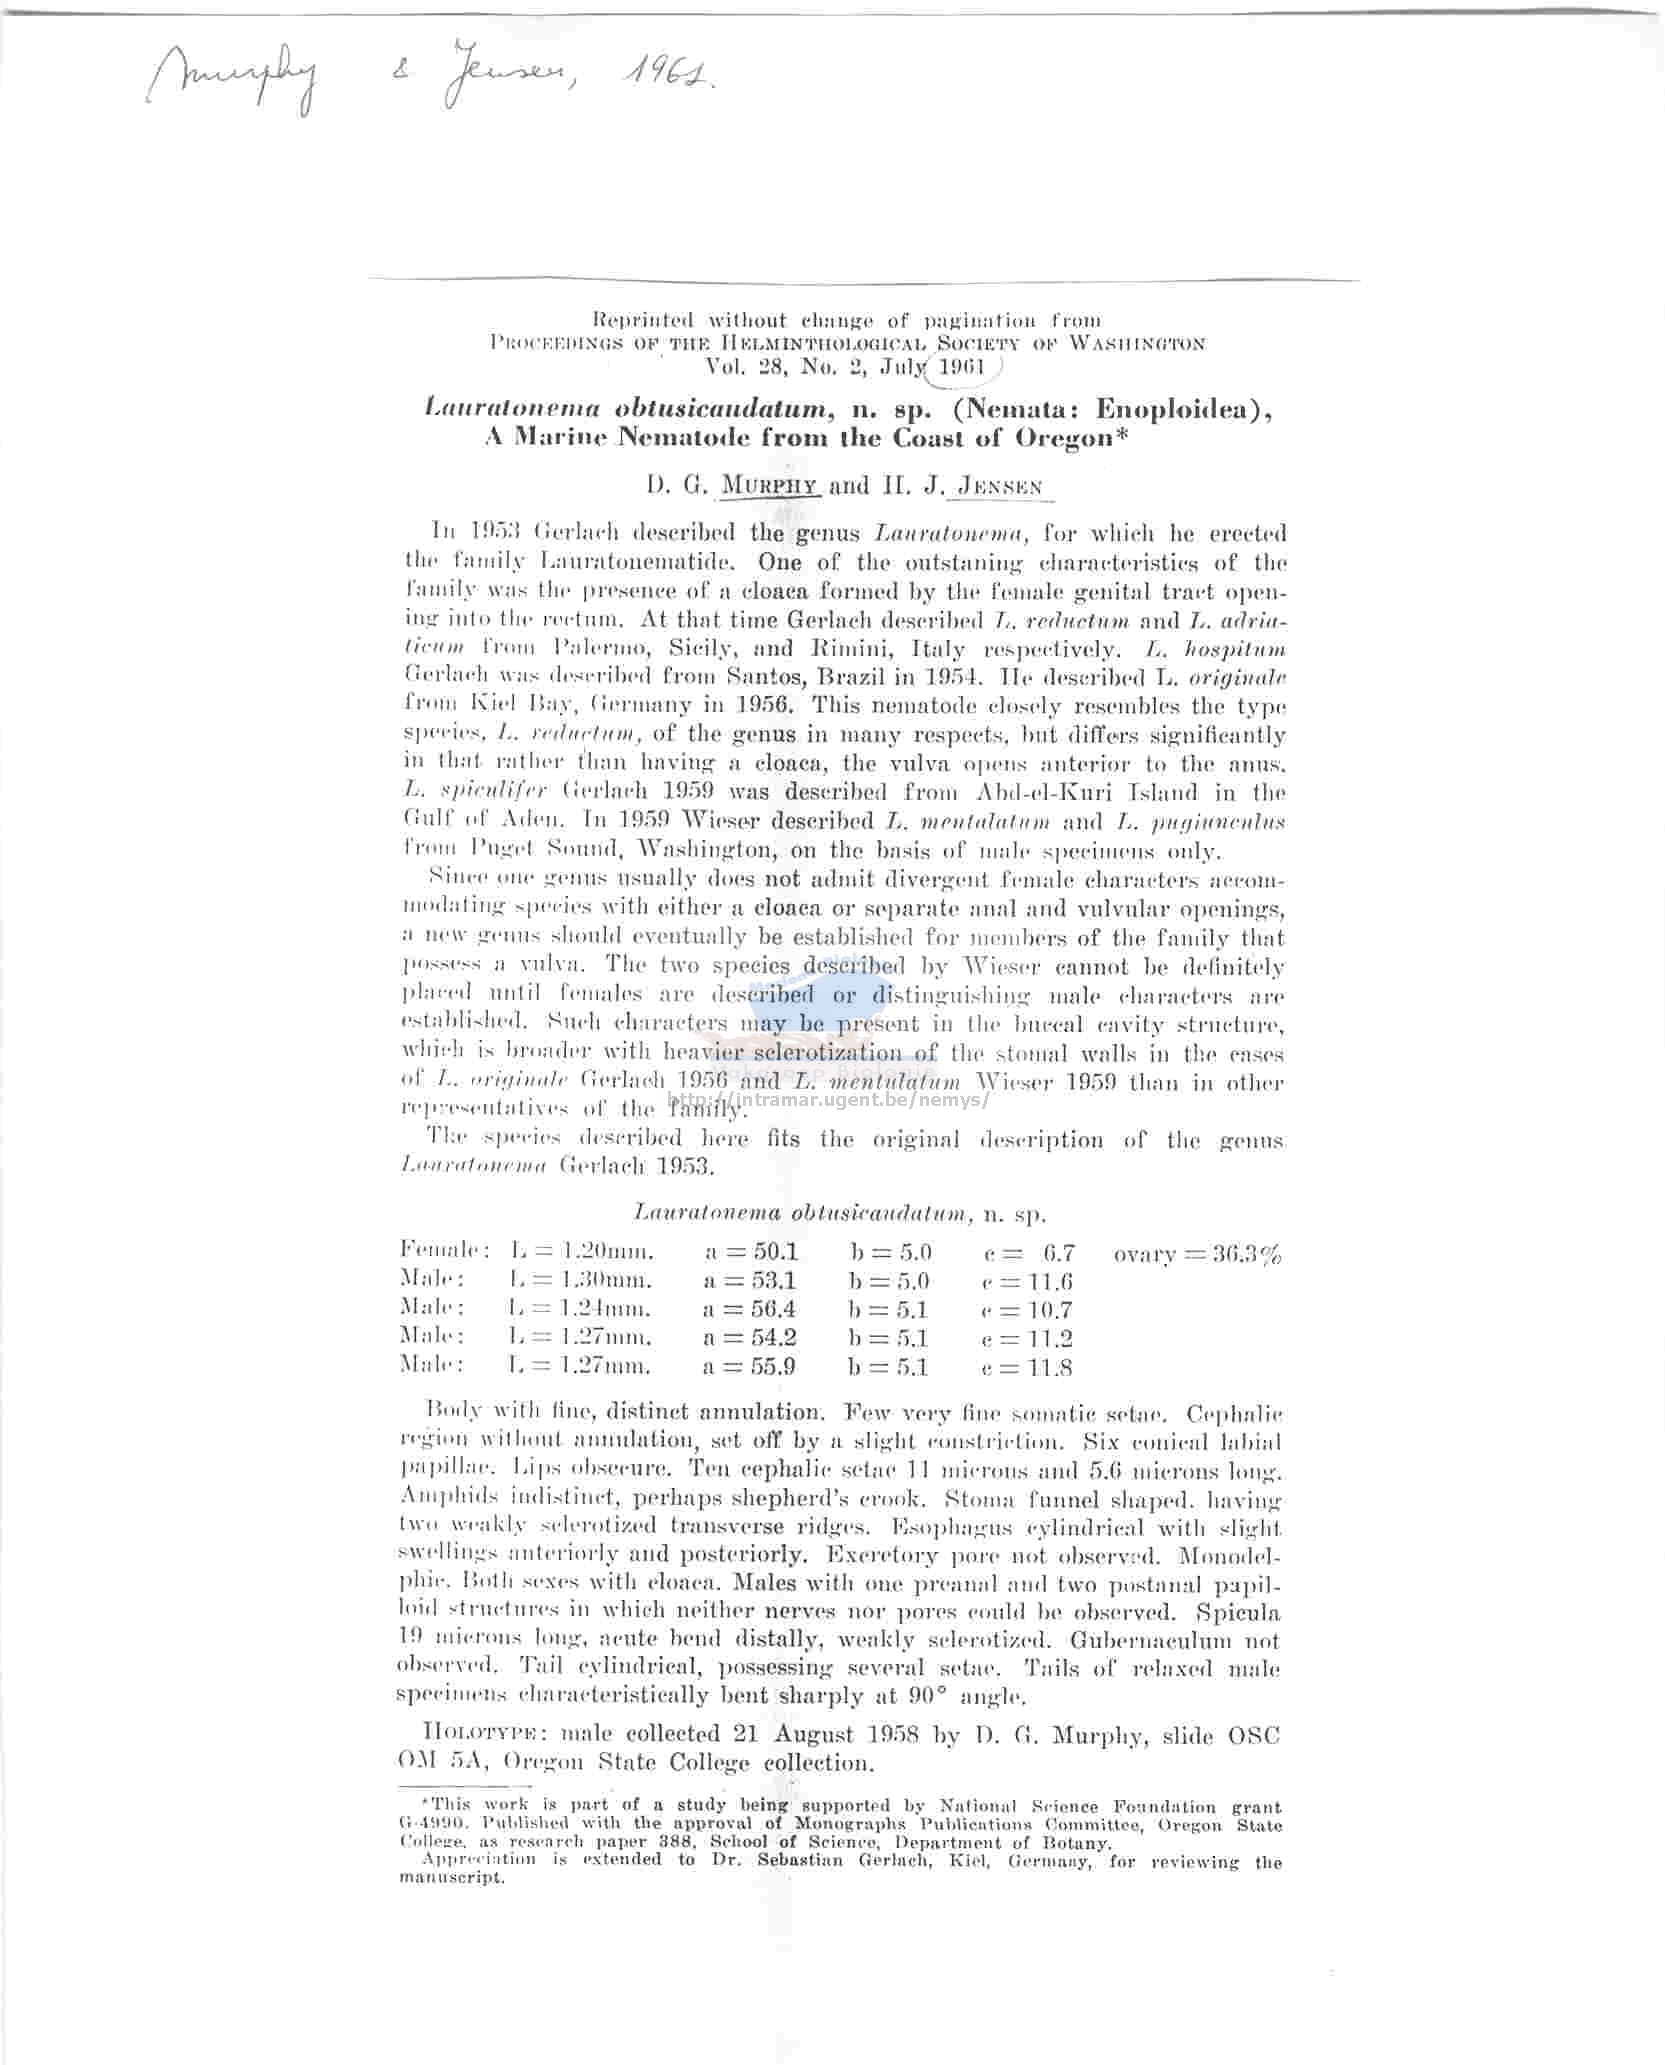 Murphy & Jensen, 1961.
Reprinted without change of pagination from
PROCEEDINGS OF THE HELMINTHOLOGICAL SOCIETY OF WASHINGTON
Vol. 28, No. 2, July 1961
Lauratonema obtusicaudatum, n. sp. (Nemata: Enoploidea),
A Marine Nematode from the Coast of Oregon*
D. G. MURPHY and H. J. JENSEN
In 1953 Gerlach described the genus Lauratonema, for which he erected
the family Lauratonematide. One of the outstaning characteristics of the
family was the presence of a cloaca formed by the female genital tract open-
ing into the rectum. At that time Gerlach described L. reductum and L. adria-
ticum from Palermo, Sicily, and Rimini, Italy respectively. L. hospitum
Gerlach was described from Santos, Brazil in 1954. He described L. originale
from Kiel Bay, Germany in 1956. This nematode closely resembles the type
species, L. reductum, of the genus in many respects, but differs significantly
in that rather than having a cloaca, the vulva opens anterior to the anus.
L. spiculifer Gerlach 1959 was described from Abd-el-Kuri Island in the
Gulf of Aden. In 1959 Wieser described L. mentulatum and L. pugiunculus
from Puget Sound, Washington, on the basis of male specimens only.
Since one genus usually does not admit divergent female characters accom-
modating species with either a cloaca or separate anal and vulvular openings,
a new genus should eventually be established for members of the family that
possess a vulva. The two species described by Wieser cannot be definitely
placed until females are described or distinguishing male characters are
established. Such characters may be present in the buccal cavity structure,
which is broader with heavier sclerotization of the stomal walls in the cases
of L. originale Gerlach 1956 and L. mentulatum Wieser 1959 than in other
representatives of the family.
http://intramar.ugent.be/nemys/
The species described here fits the original description of the genus
Lauratonema Gerlach 1953.
Lauratonema obtusicaudatum, n. sp.
Female: L = 1.20mm. a = 50.1 b = 5.0 c = 6.7 ovary = 36.3%
Male: L = 1.30mm. a = 53.1 b = 5.0 c = 11.6
Male: L = 1.24mm. a = 56.4 b = 5.1 c = 10.7
Male: L = 1.27mm. a = 54.2 b = 5.1 c = 11.2
Male: L = 1.27mm. a = 55.9 b = 5.1 c = 11.8
Body with fine, distinct annulation. Few very fine somatic setae. Cephalic
region without annulation, set off by a slight constriction. Six conical labial
papillae. Lips obsecure. Ten cephalic setae 11 microns and 5.6 microns long.
Amphids indistinct, perhaps shepherd's crook. Stoma funnel shaped, having
two weakly sclerotized transverse ridges. Esophagus cylindrical with slight
swellings anteriorly and posteriorly. Excretory pore not observed. Monodel-
phic. Both sexes with cloaca. Males with one preanal and two postanal papil-
loid structures in which neither nerves nor pores could be observed. Spicula
19 microns long, acute bend distally, weakly sclerotized. Gubernaculum not
observed. Tail cylindrical, possessing several setae. Tails of relaxed male
specimens characteristically bent sharply at 90° angle.
HOLOTYPE: male collected 21 August 1958 by D. G. Murphy, slide OSC
OM 5A, Oregon State College collection.
*This work is part of a study being supported by National Science Foundation grant
G-4990. Published with the approval of Monographs Publications Committee, Oregon State
College, as research paper 388, School of Science, Department of Botany.
Appreciation is extended to Dr. Sebastian Gerlach, Kiel, Germany, for reviewing the
manuscript.